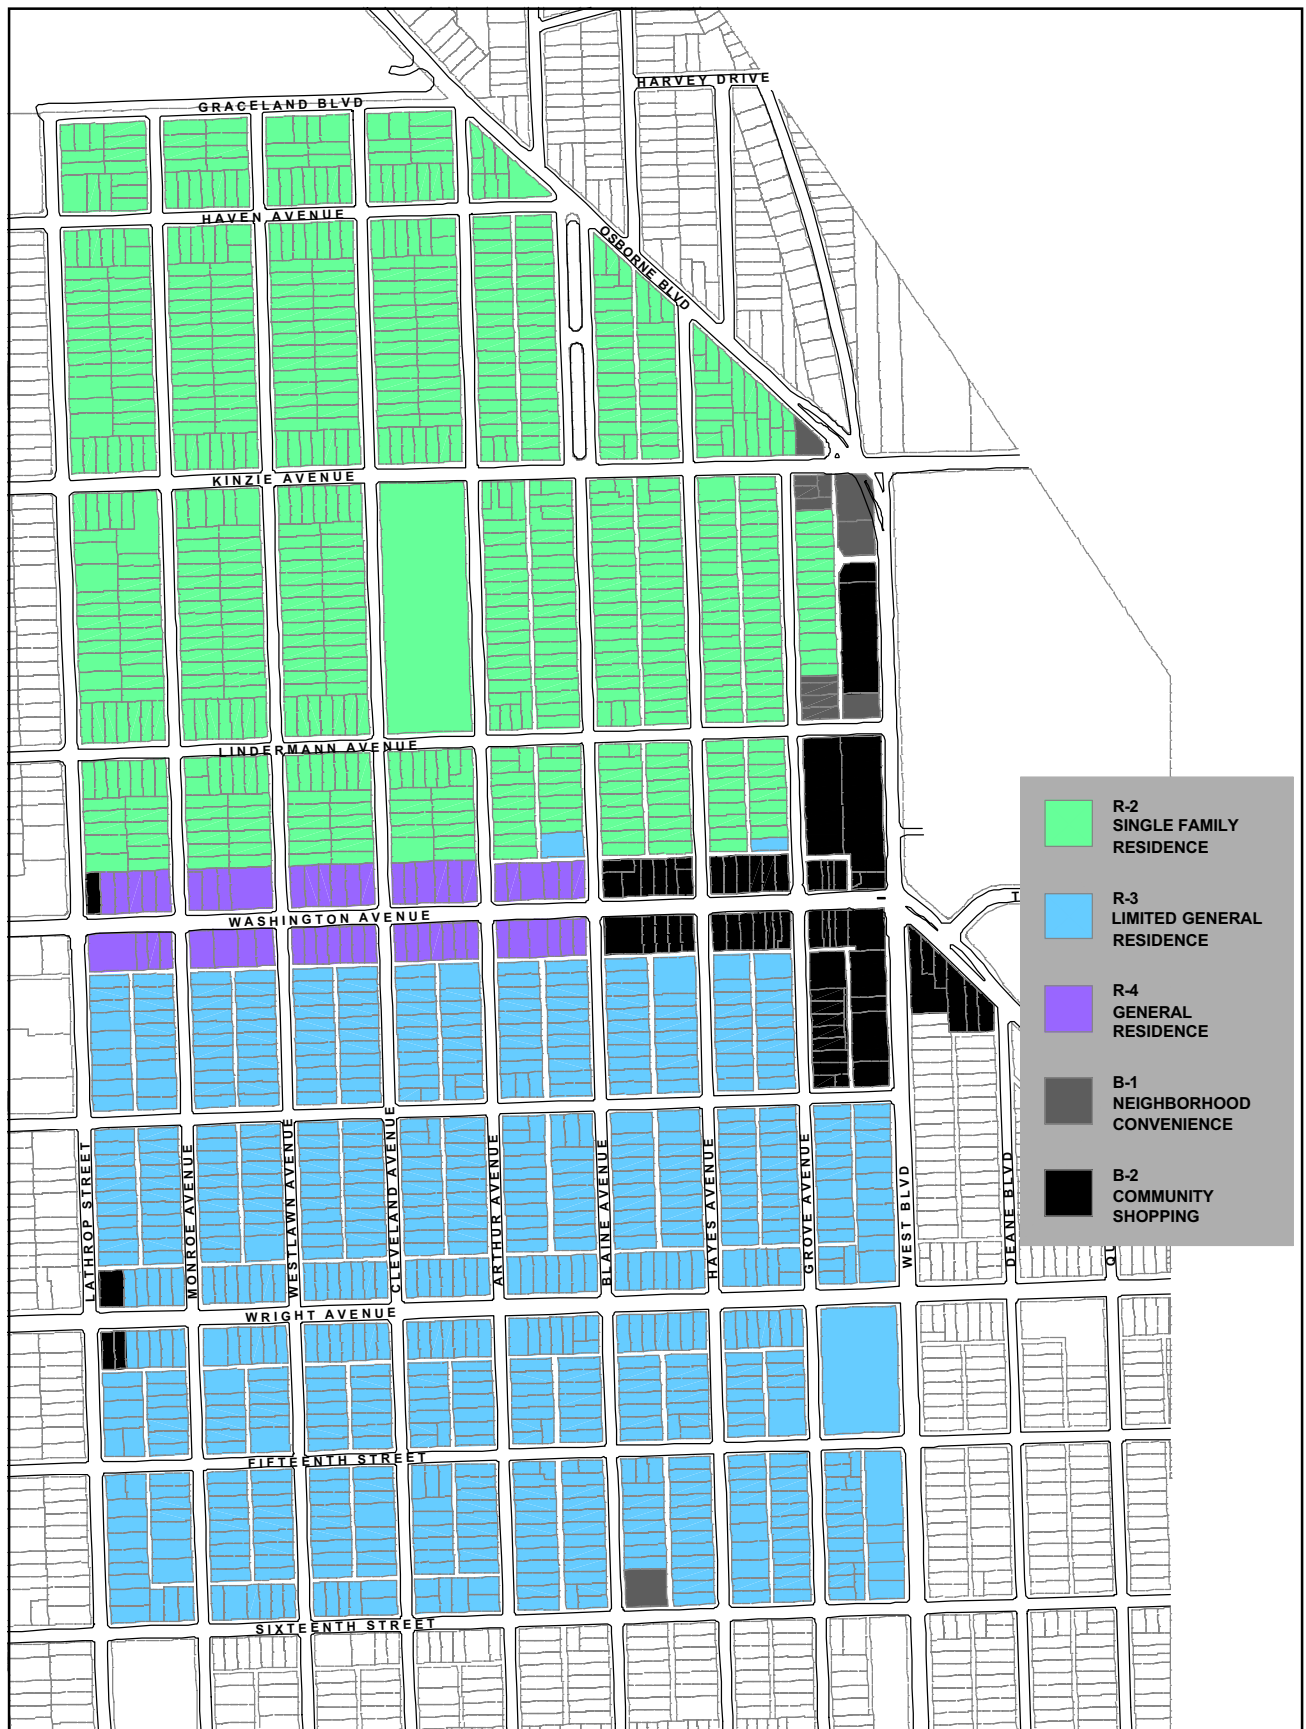 HARVEY DRIVE
GRACELAND BLVD
HAVEN AVENUE
OSBORNE BLVD
KINZIE AVENUE
LINDERMANN AVENUE
R-2
SINGLE FAMILY
RESIDENCE
R-3
LIMITED GENERAL
RESIDENCE
R-4
GENERAL
RESIDENCE
B-1
NEIGHBORHOOD
CONVENIENCE
B-2
COMMUNITY
SHOPPING
WASHINGTON AVENUE
LATHROP STREET
MONROE AVENUE
WESTLAWN AVENUE
CLEVELAND AVENUE
ARTHUR AVENUE
BLAINE AVENUE
HAYES AVENUE
GROVE AVENUE
WEST BLVD
DEANE BLVD
WRIGHT AVENUE
FIFTEENTH STREET
SIXTEENTH STREET